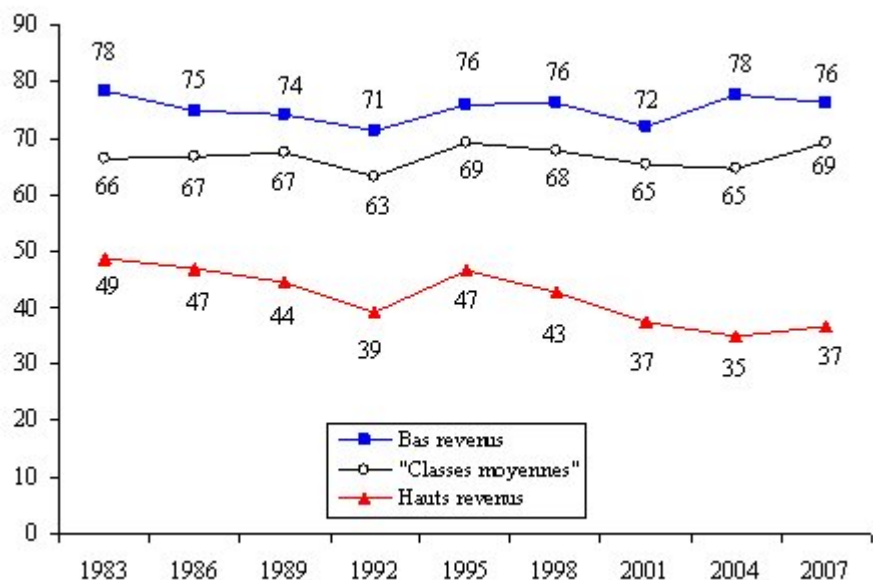 90
80
70
60
50
40
30
20
10
0
78 75 74 71 76 76 72 78 76
66 67 67 63 69 68 65 65 69
49 47 44 39 47 43 37 35 37
Bas revenus
"Classes moyennes"
Hauts revenus
1983 1986 1989 1992 1995 1998 2001 2004 2007